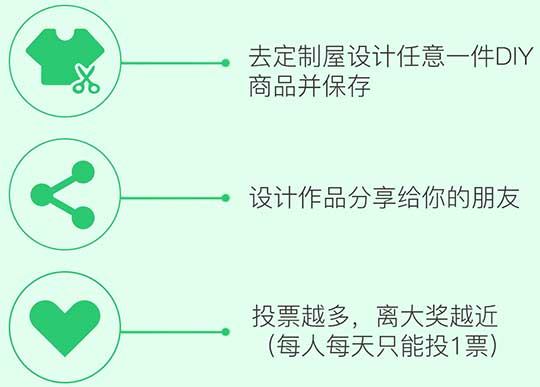 去定制屋设计任意一件DIY
商品并保存
设计作品分享给你的朋友
投票越多，离大奖越近
（每人每天只能投1票）